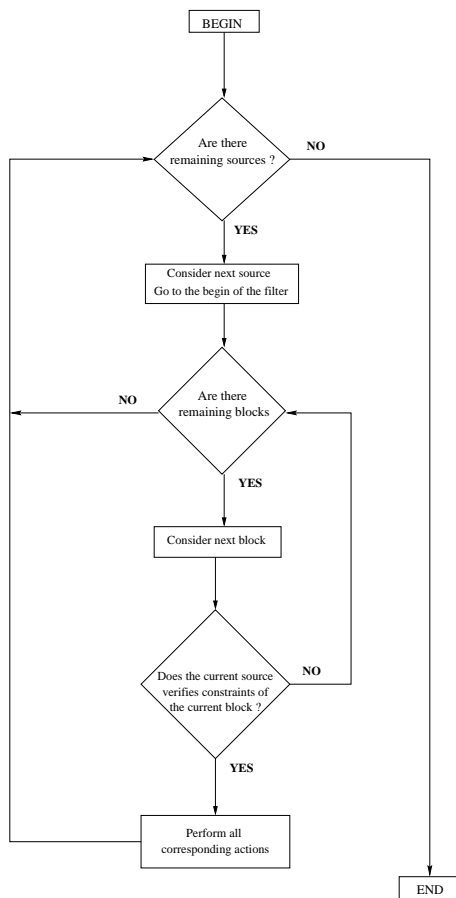 BEGIN
Are there
remaining sources ?
NO
YES
Consider next source
Go to the begin of the filter
Are there
remaining blocks
NO
YES
Consider next block
Does the current source
verifies constraints of
the current block ?
NO
YES
Perform all
corresponding actions
END